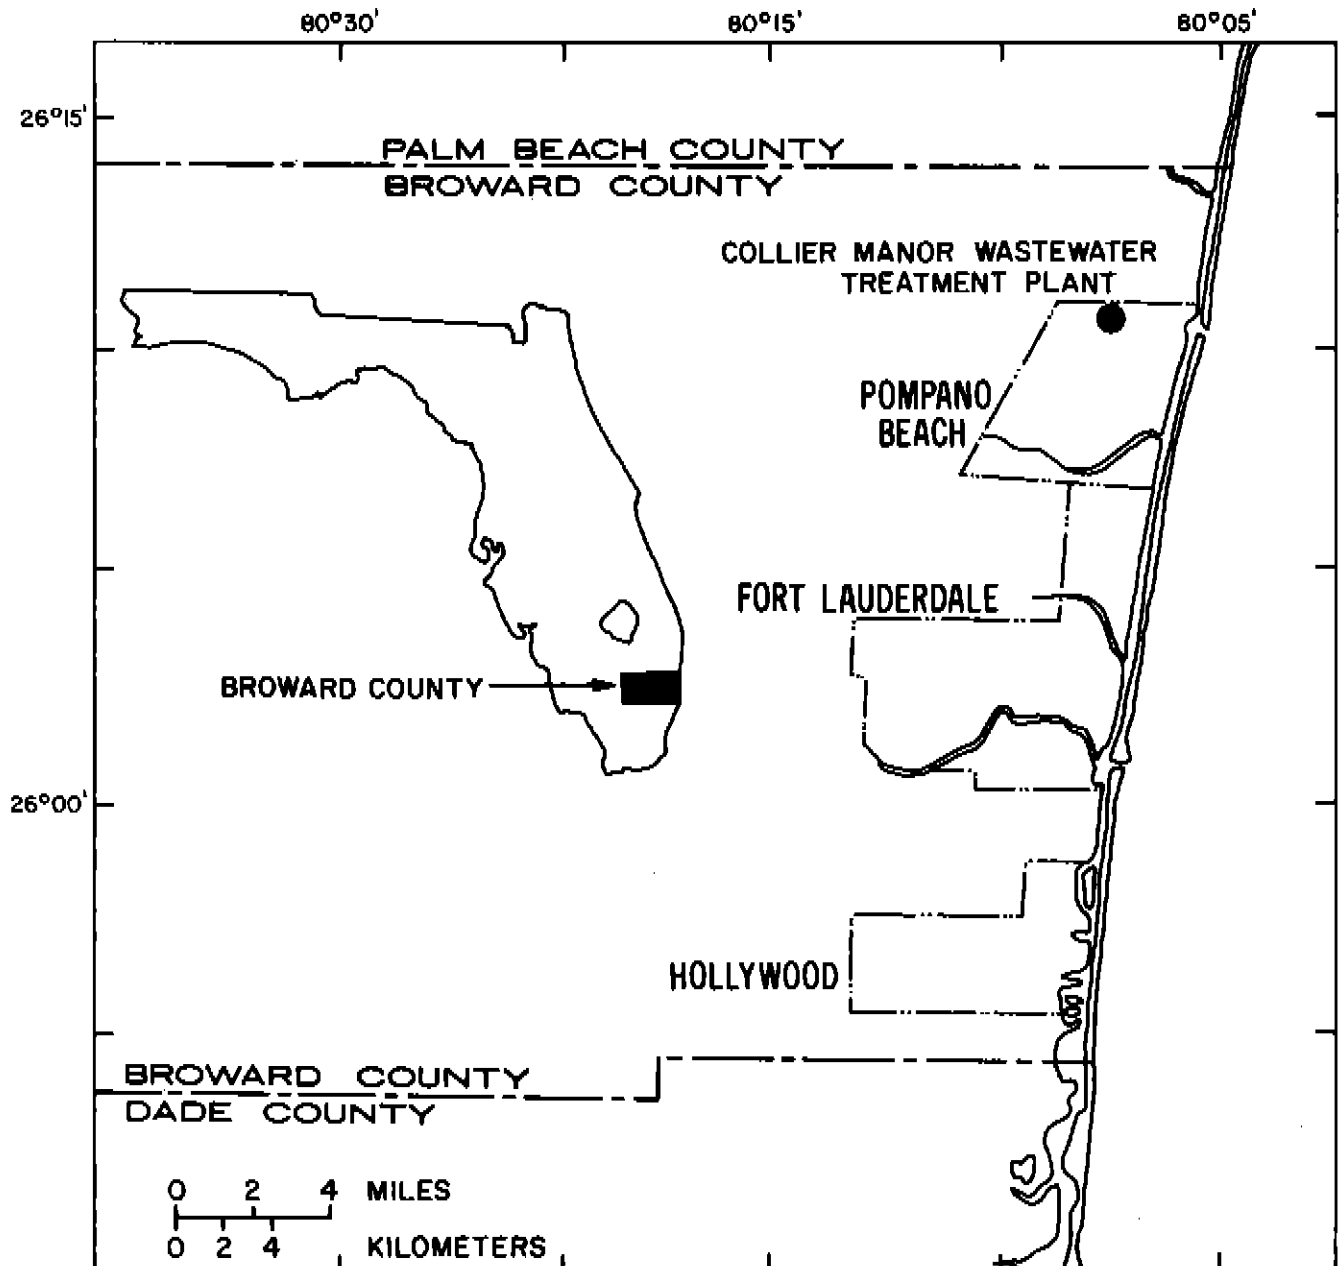 80°30' 80°15' 80°05'
26°15'
PALM BEACH COUNTY
BROWARD COUNTY
COLLIER MANOR WASTEWATER
TREATMENT PLANT
POMPANO
BEACH
FORT LAUDERDALE
BROWARD COUNTY
26°00'
HOLLYWOOD
BROWARD COUNTY
DADE COUNTY
0 2 4 MILES
0 2 4 KILOMETERS